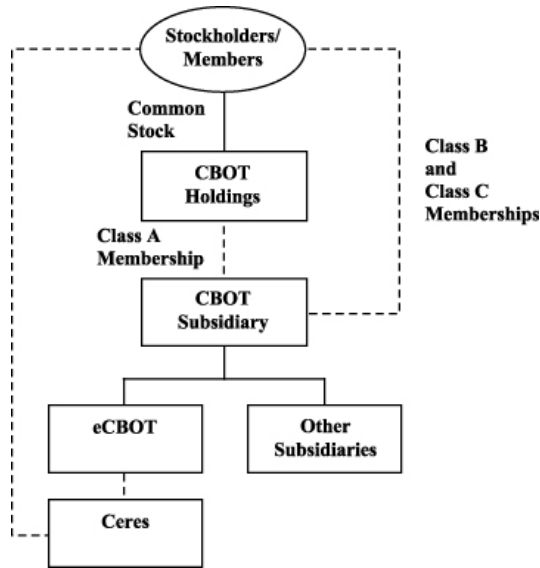 Stockholders/
Members
Common
Stock
CBOT
Holdings
Class B
and
Class C
Memberships
Class A
Membership
CBOT
Subsidiary
eCBOT
Other
Subsidiaries
Ceres